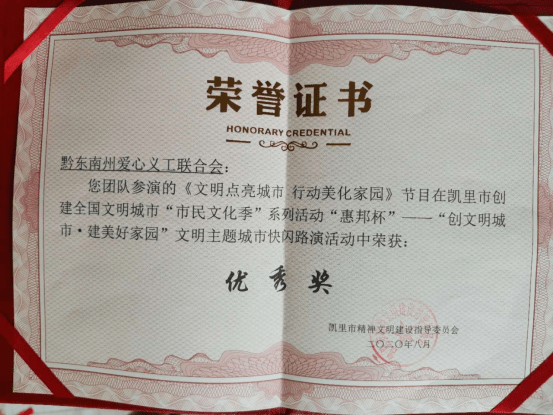 荣誉证书
HONORARY CREDENTIAL
黔东南州爱心义工联合会:
您团队参演的《文明点亮城市 行动美化家园》节目在凯里市创
建全国文明城市“市民文化季”系列活动“惠邦杯”——“创文明城
市·建美好家园”文明主题城市快闪路演活动中荣获:
优秀奖
凯里市精神文明建设指导委员会
二〇二〇年八月